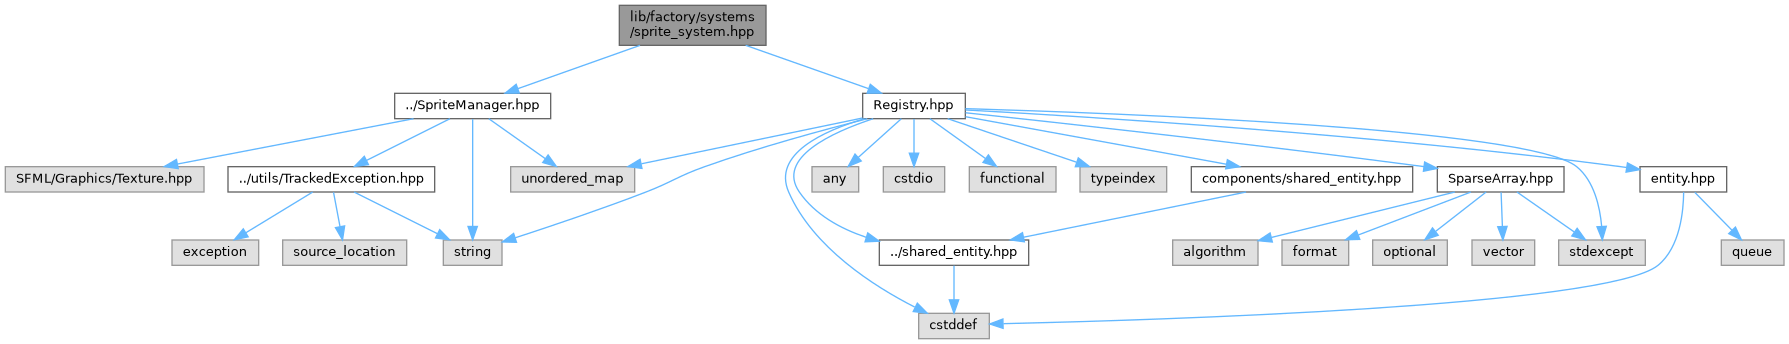 lib/factory/systems
/sprite_system.hpp
../SpriteManager.hpp
Registry.hpp
SFML/Graphics/Texture.hpp
../utils/TrackedException.hpp
unordered_map
any
cstdio
functional
typeindex
components/shared_entity.hpp
SparseArray.hpp
entity.hpp
exception
source_location
string
../shared_entity.hpp
algorithm
format
optional
vector
stdexcept
queue
cstddef